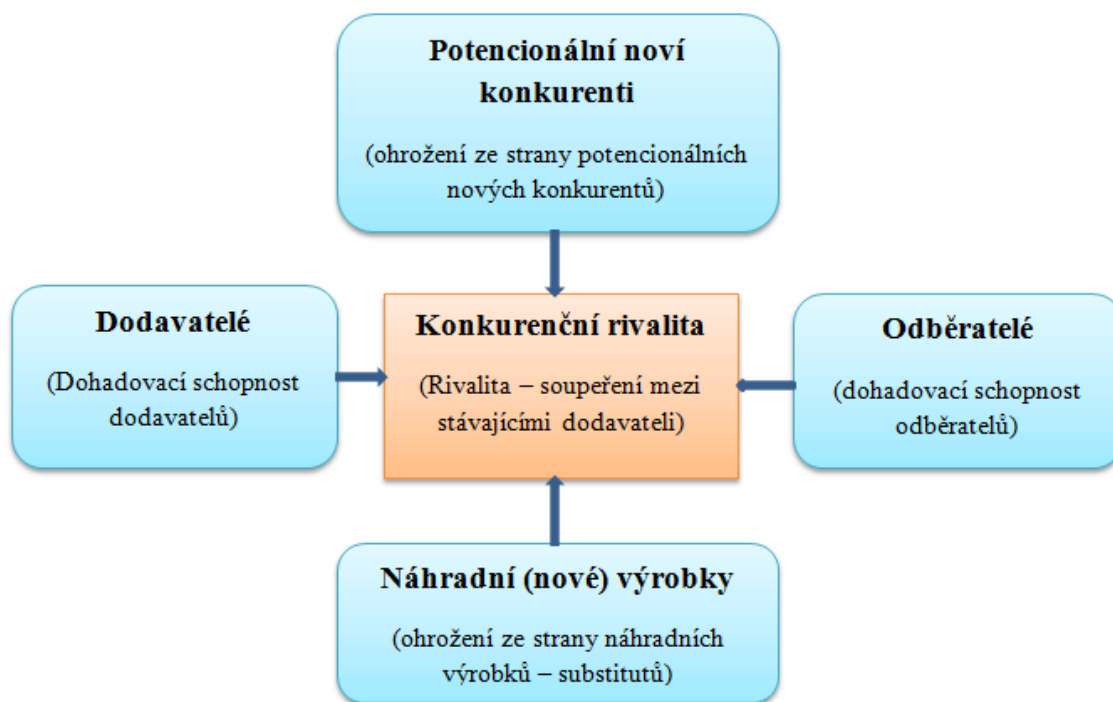 Potencionální noví
konkurenti
(ohrožení ze strany potencionálních
nových konkurentů)
Dodavatelé
(Dohadovací schopnost
dodavatelů)
Konkurenční rivalita
(Rivalita – soupeření mezi
stávajícími dodavateli)
Odběratelé
(dohadovací schopnost
odběratelů)
Náhradní (nové) výrobky
(ohrožení ze strany náhradních
výrobků – substitutů)